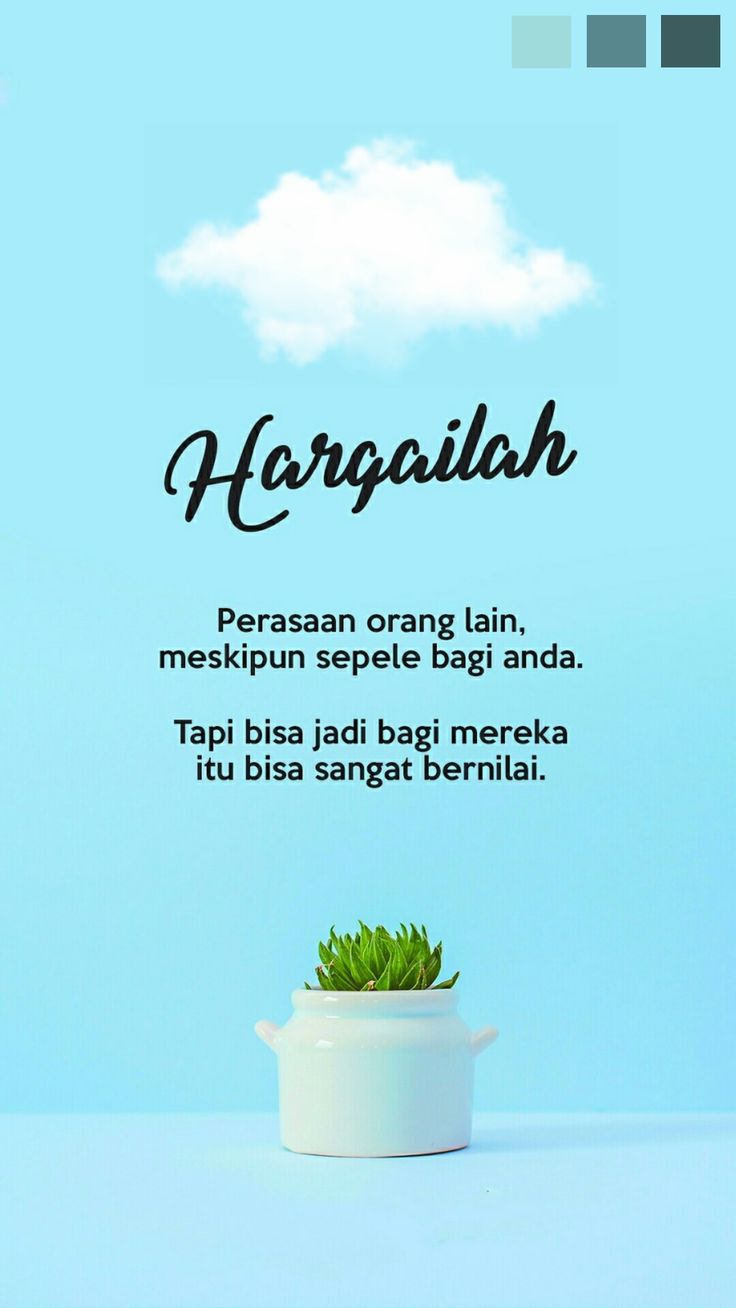 Hargailah
Perasaan orang lain,
meskipun sepele bagi anda.
Tapi bisa jadi bagi mereka
itu bisa sangat bernilai.